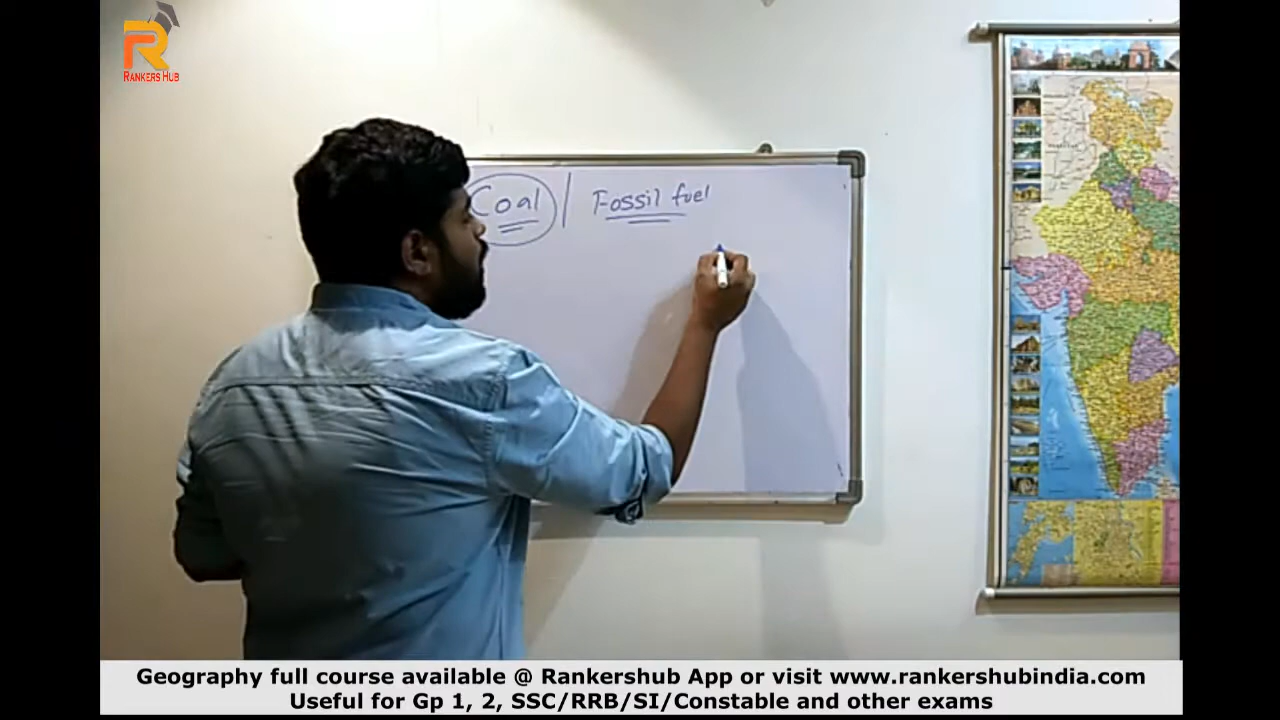 RANKERS HUB
Coal | Fossil fuel
Geography full course available @ Rankershub App or visit www.rankershubindia.com
Useful for Gp 1, 2, SSC/RRB/SI/Constable and other exams